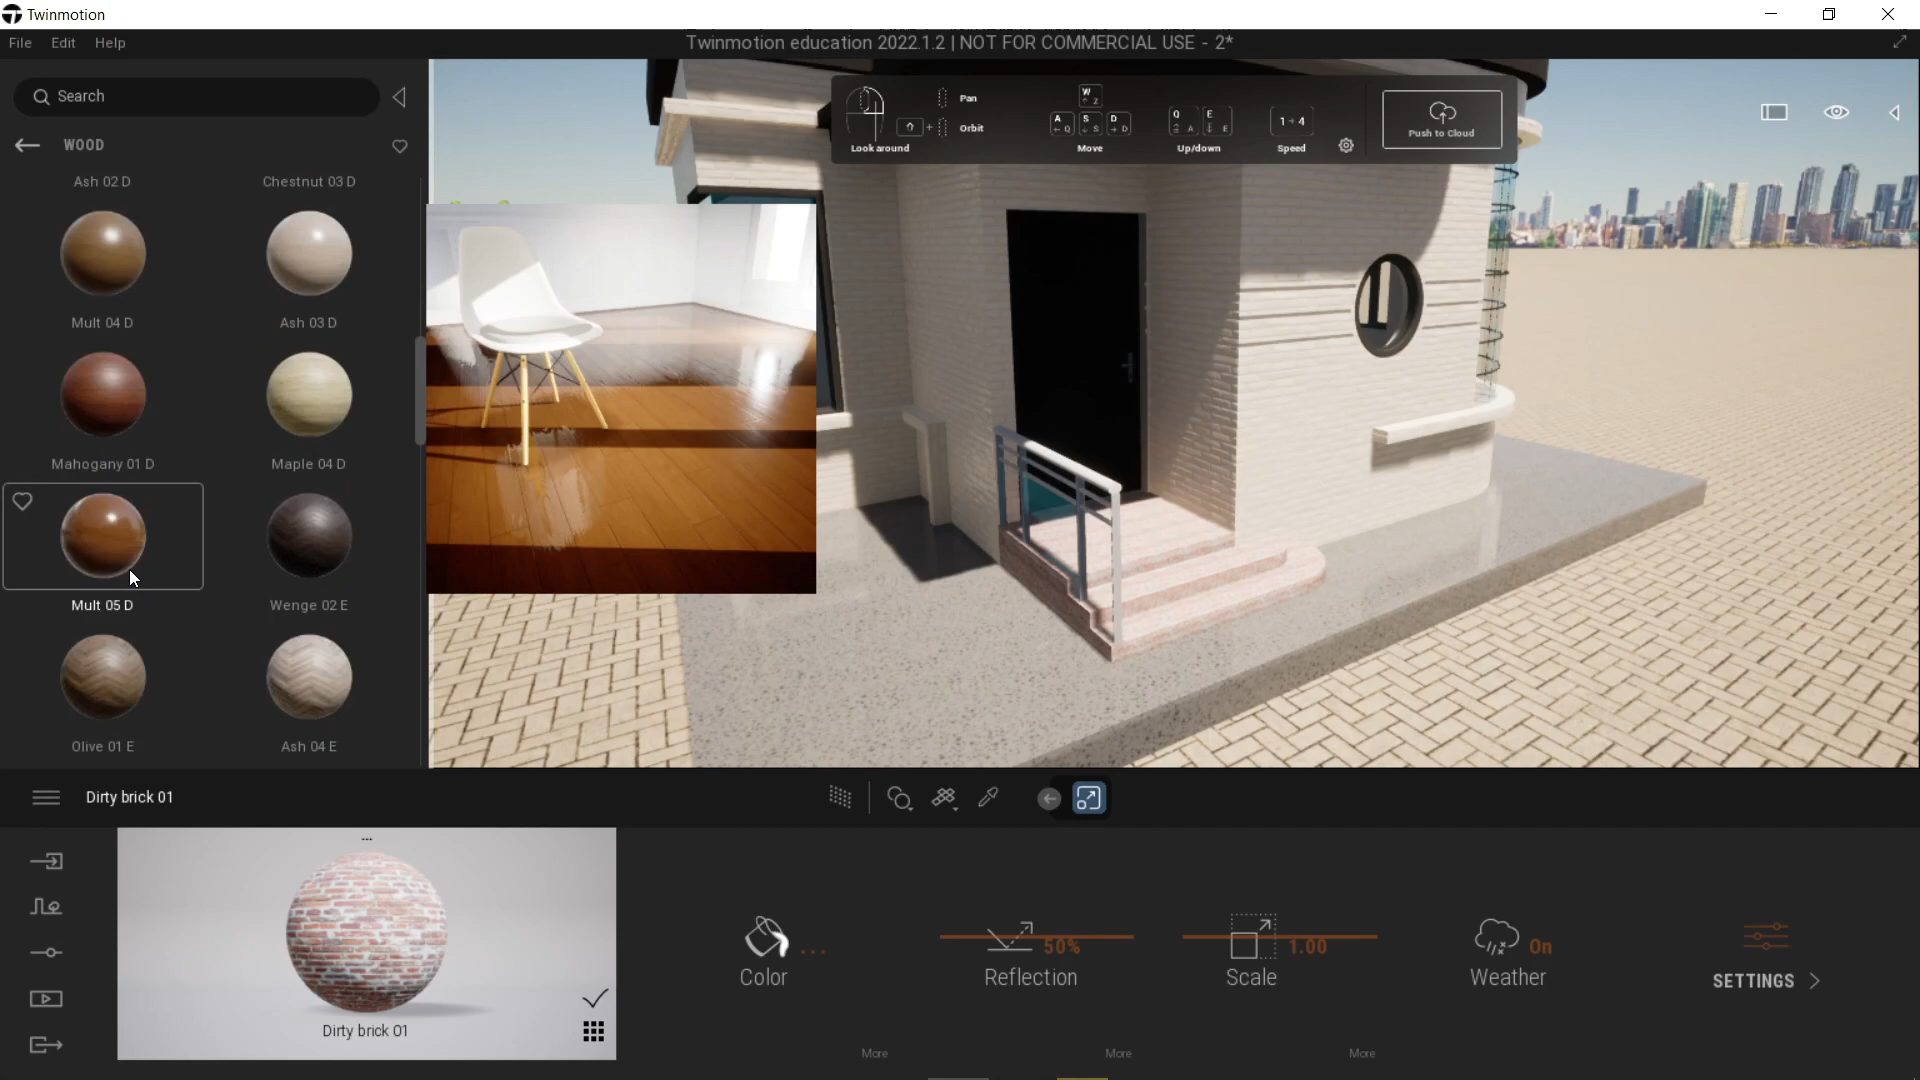 Twinmotion
File Edit Help
Twinmotion education 2022.1.2 | NOT FOR COMMERCIAL USE - 2*
Search
WOOD
Ash 02 D
Chestnut 03 D
Mult 04 D
Ash 03 D
Mahogany 01 D
Maple 04 D
Mult 05 D
Wenge 02 E
Olive 01 E
Ash 04 E
Look around
Pan
Orbit
W
Z
A
Q
S
S
D
D
Move
Q
A
E
E
Up/down
1 4
Speed
Push to Cloud
Dirty brick 01
...
Dirty brick 01
Color ...
Reflection 50%
Scale 1.00
Weather On
SETTINGS
More
More
More